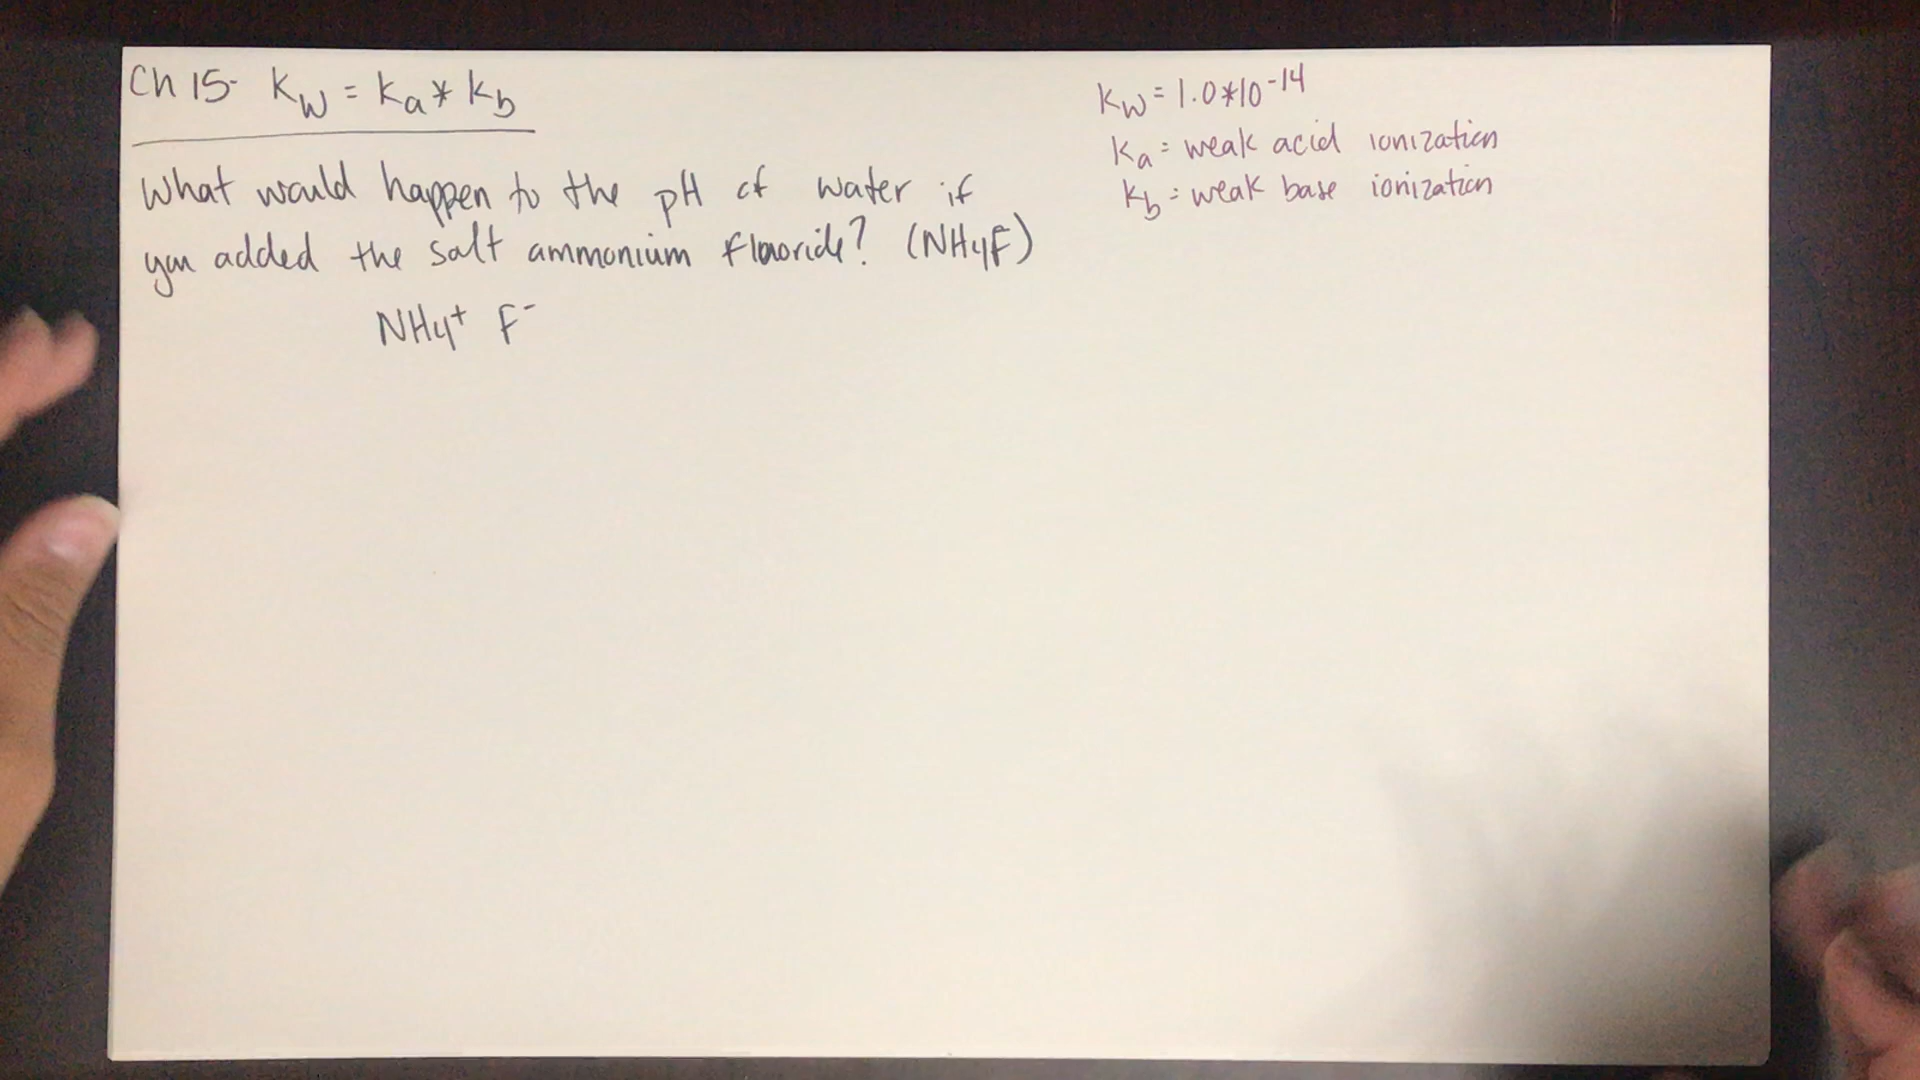 Ch 15- Kw = Ka * Kb
What would happen to the pH of water if
you added the salt ammonium fluoride? (NH4F)
NH4+ F-
Kw = 1.0*10-14
Ka = weak acid ionization
Kb = weak base ionization